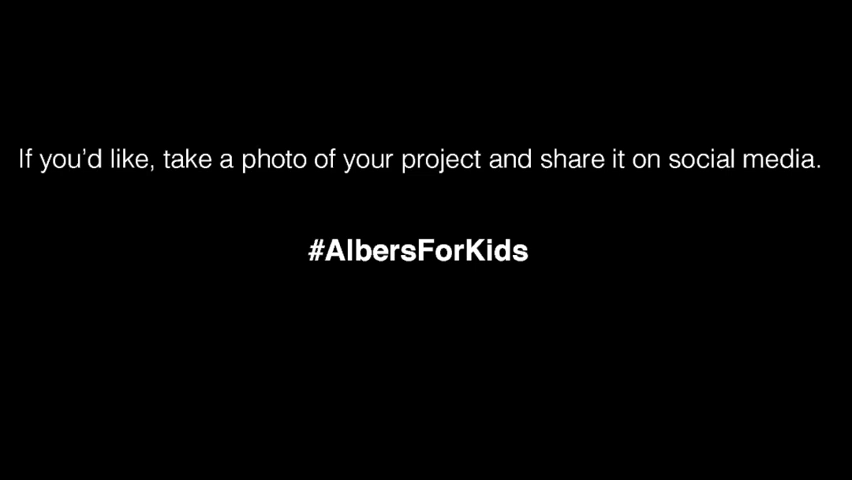 If you’d like, take a photo of your project and share it on social media.
#AlbersForKids